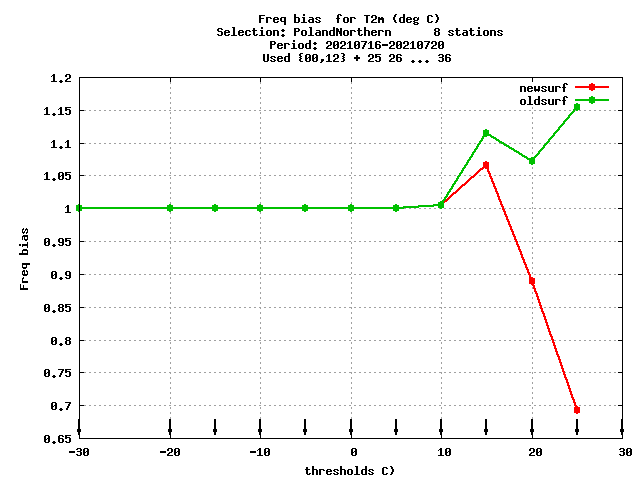 Freq bias  for T2m (deg C)
Selection: PolandNorthern      8 stations
Period: 20210716-20210720
Used {00,12} + 25 26 ... 36
newsurf
oldsurf
1.2
1.15
1.1
1.05
1
0.95
0.9
0.85
0.8
0.75
0.7
0.65
Freq bias
-30
-20
-10
0
10
20
30
thresholds C)